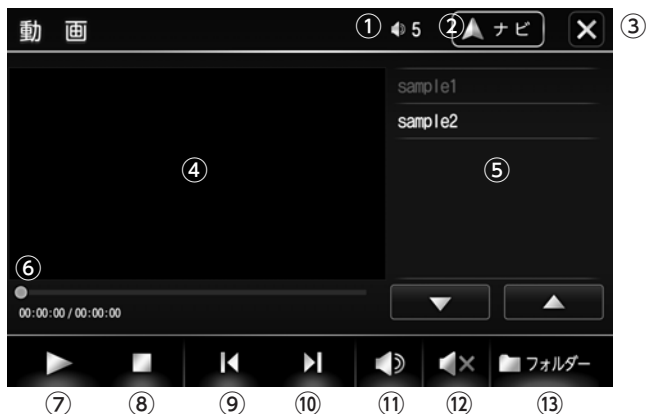 動 画 ① 5 ② ナビ ③
sample1
sample2
④ ⑤
⑥
00:00:00 / 00:00:00
フォルダー
⑦ ⑧ ⑨ ⑩ ⑪ ⑫ ⑬